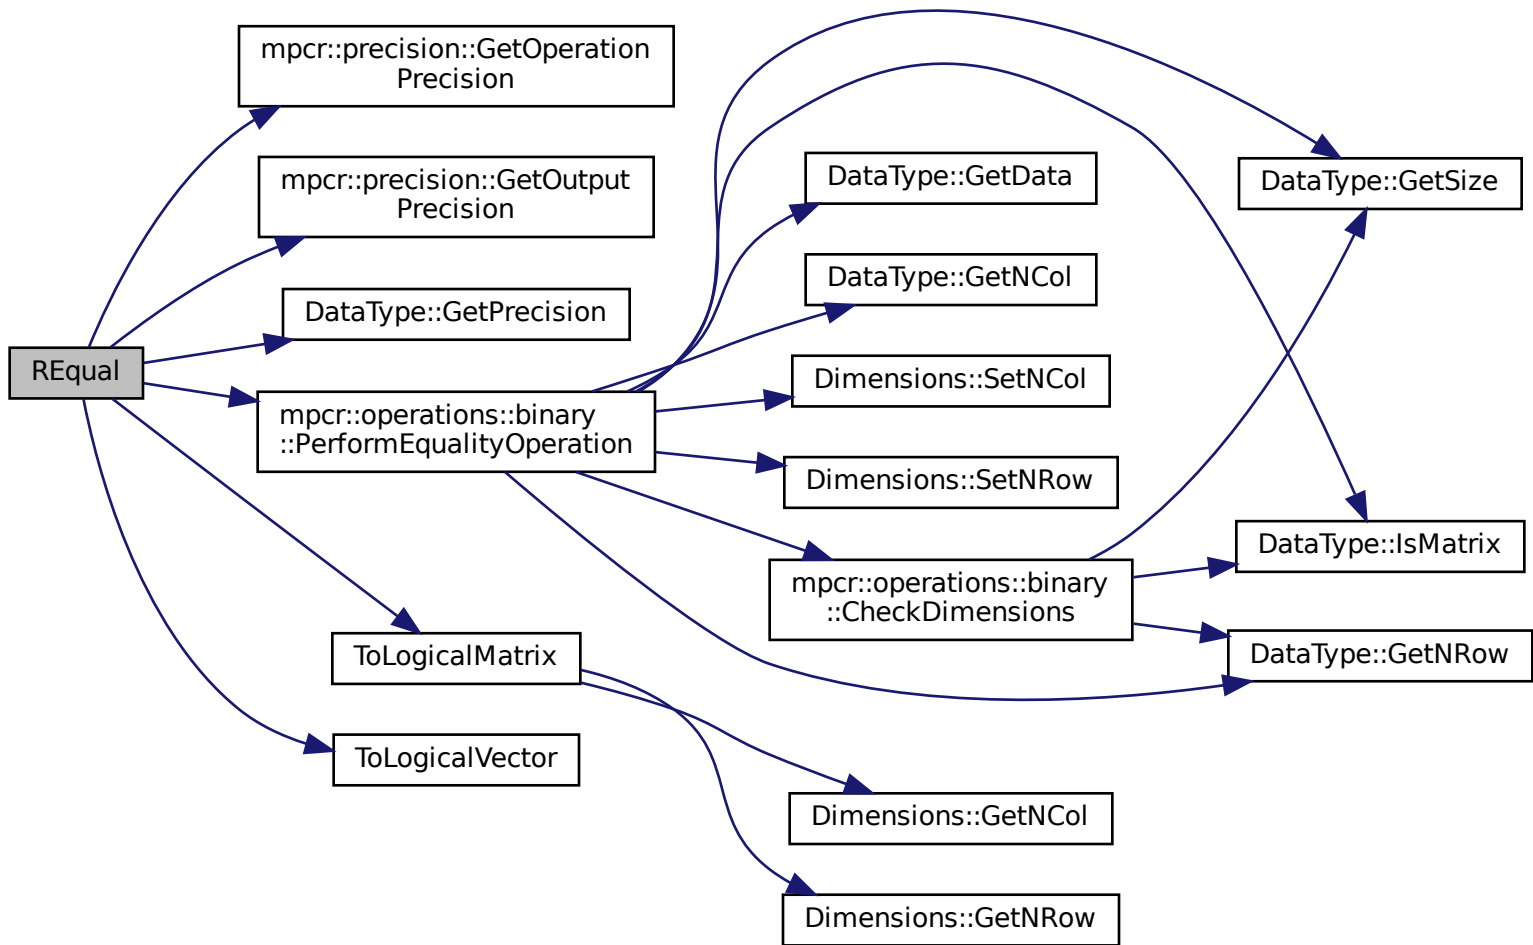 REqual
mpcr::precision::GetOperation
Precision
mpcr::precision::GetOutput
Precision
DataType::GetPrecision
mpcr::operations::binary
::PerformEqualityOperation
ToLogicalMatrix
ToLogicalVector
DataType::GetData
DataType::GetNCol
Dimensions::SetNCol
Dimensions::SetNRow
mpcr::operations::binary
::CheckDimensions
Dimensions::GetNCol
Dimensions::GetNRow
DataType::GetSize
DataType::IsMatrix
DataType::GetNRow